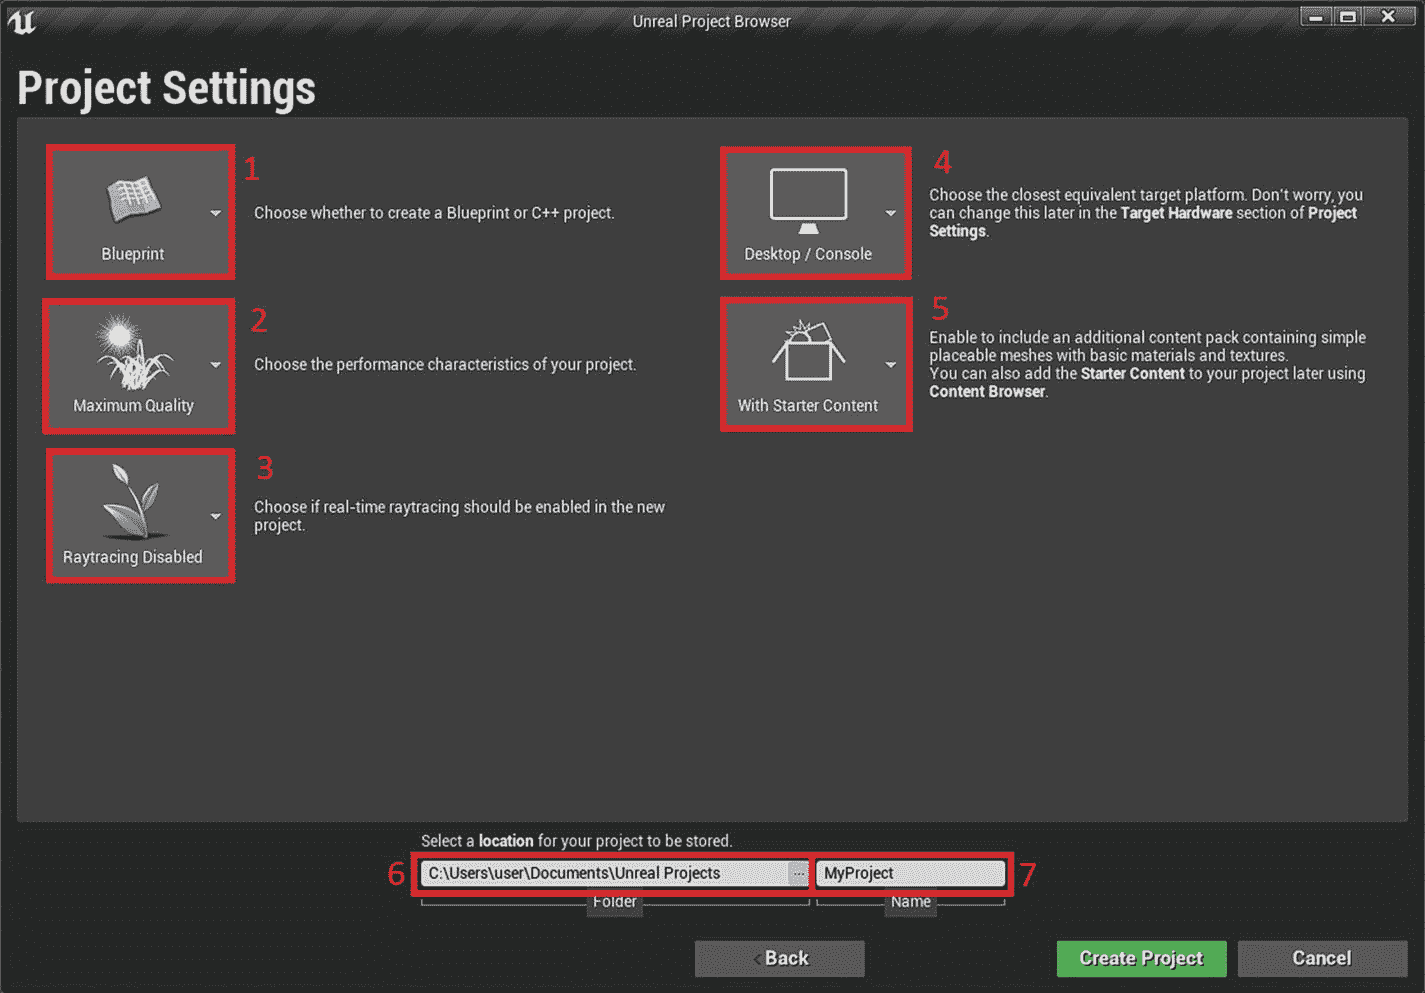 Unreal Project Browser
Project Settings
1
Blueprint
Choose whether to create a Blueprint or C++ project.
2
Maximum Quality
Choose the performance characteristics of your project.
3
Raytracing Disabled
Choose if real-time raytracing should be enabled in the new
project.
4
Desktop / Console
Choose the closest equivalent target platform. Don't worry, you
can change this later in the Target Hardware section of Project
Settings.
5
With Starter Content
Enable to include an additional content pack containing simple
placeable meshes with basic materials and textures.
You can also add the Starter Content to your project later using
Content Browser.
Select a location for your project to be stored.
6
C:\Users\user\Documents\Unreal Projects
...
MyProject
7
Folder
Name
Back
Create Project
Cancel